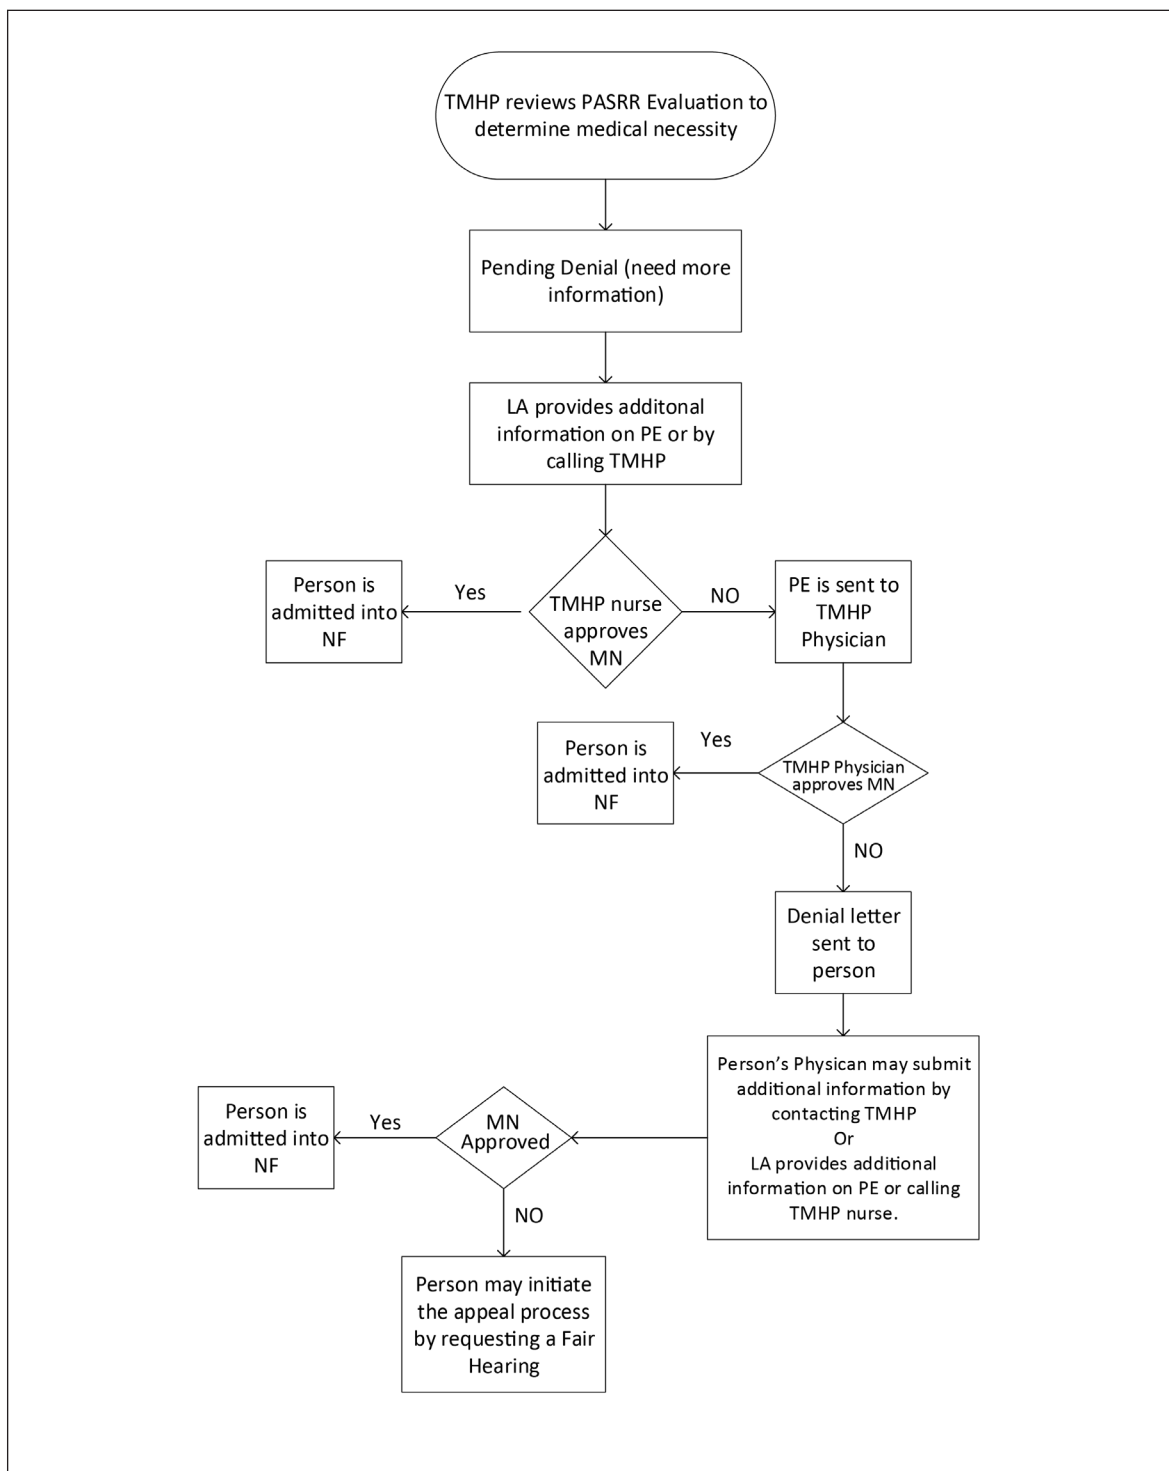 TMHP reviews PASRR Evaluation to
determine medical necessity
Pending Denial (need more
information)
LA provides additonal
information on PE or by
calling TMHP
Person is
admitted into
NF
Yes
TMHP nurse
approves
MN
NO
PE is sent to
TMHP
Physician
Person is
admitted into
NF
Yes
TMHP Physician
approves MN
NO
Denial letter
sent to
person
Person's Physican may submit
additional information by
contacting TMHP
Or
LA provides additional
information on PE or calling
TMHP nurse.
Person is
admitted into
NF
Yes
MN
Approved
NO
Person may initiate
the appeal process
by requesting a Fair
Hearing